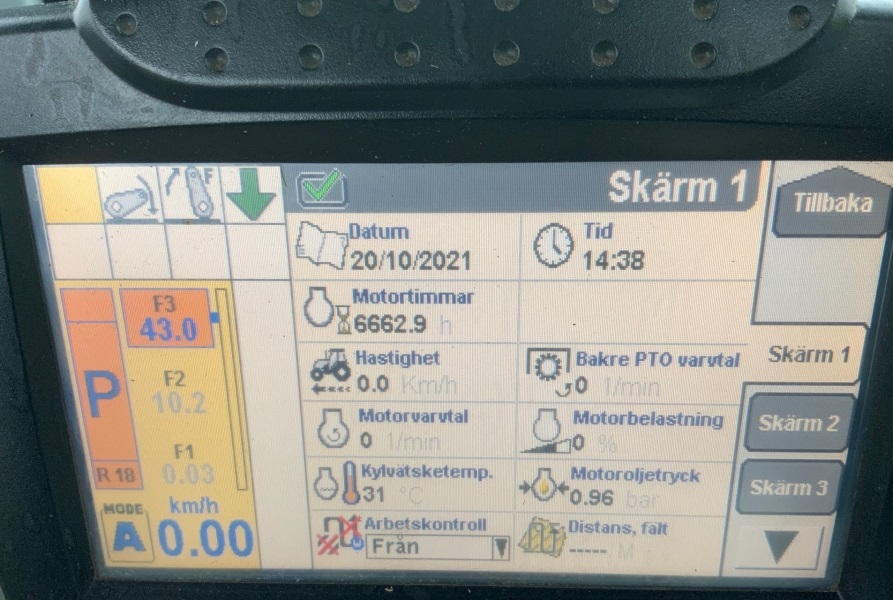 F
Skärm 1
Tillbaka
Datum
20/10/2021
Tid
14:38
Motortimmar
6662.9 h
Hastighet
0.0 Km/h
Bakre PTO varvtal
0 1/min
Motorvarvtal
0 1/min
Motorbelastning
0 %
Kylvätsketemp.
31 °C
Motoroljetryck
0.96 bar
Arbetskontroll
Från
Distans, fält
----- M
F3
43.0
P
F2
10.2
F1
0.03
R 18
MODE
A
km/h
0.00
Skärm 1
Skärm 2
Skärm 3